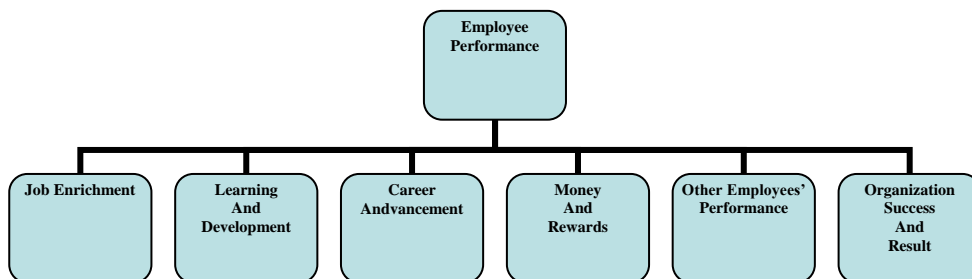 Employee
Performance
Job Enrichment
Learning
And
Development
Career
Andvancement
Money
And
Rewards
Other Employees’
Performance
Organization
Success
And
Result